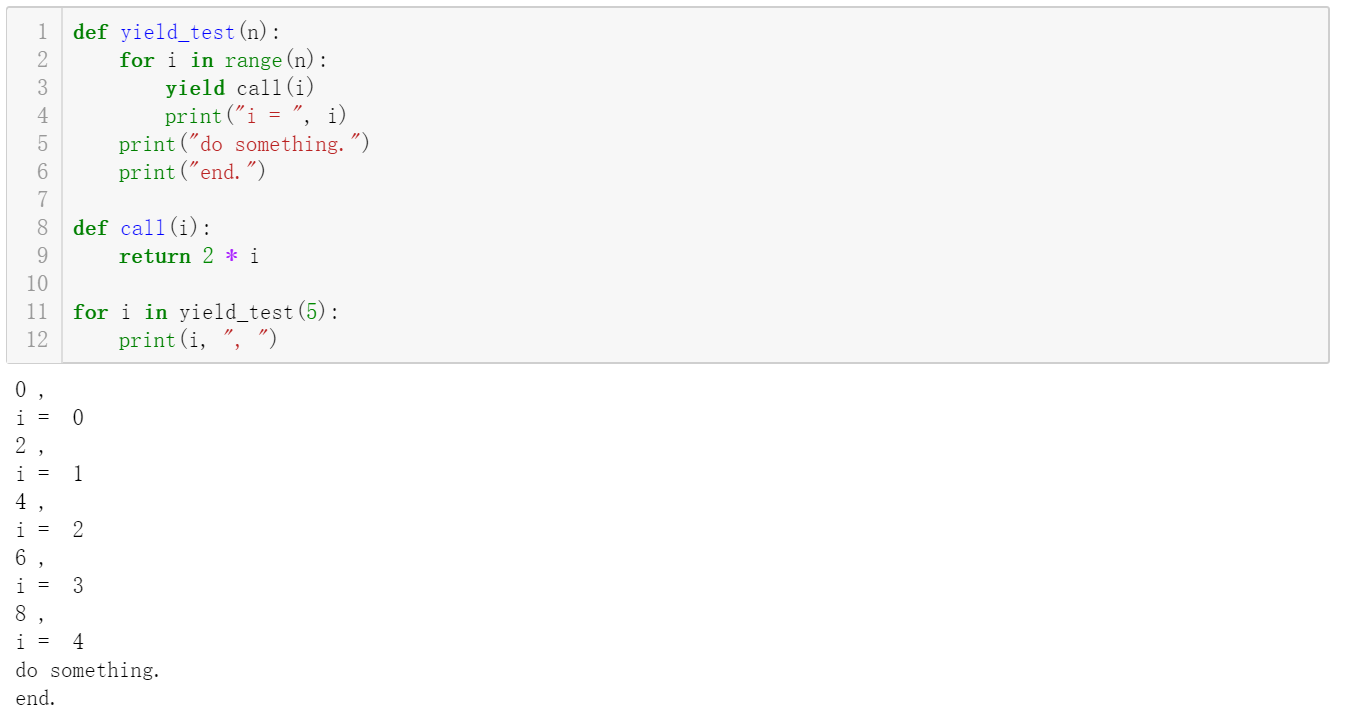 1 def yield_test(n):
2     for i in range(n):
3         yield call(i)
4         print("i = ", i)
5     print("do something.")
6     print("end.")
7
8 def call(i):
9     return 2 * i
10
11 for i in yield_test(5):
12     print(i, ", ")
0 ,
i =  0
2 ,
i =  1
4 ,
i =  2
6 ,
i =  3
8 ,
i =  4
do something.
end.